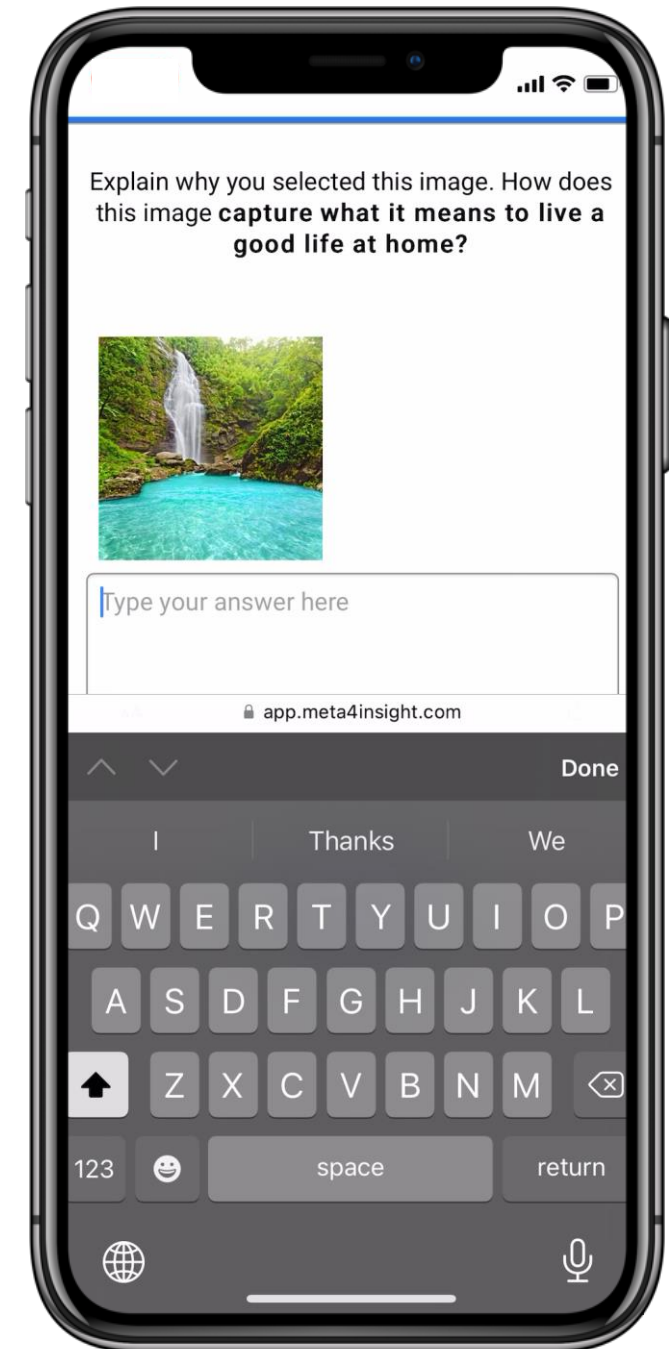 Explain why you selected this image. How does
this image capture what it means to live a
good life at home?
Type your answer here
app.meta4insight.com
Done
I Thanks We
Q W E R T Y U I O P
A S D F G H J K L
Z X C V B N M
123 space return